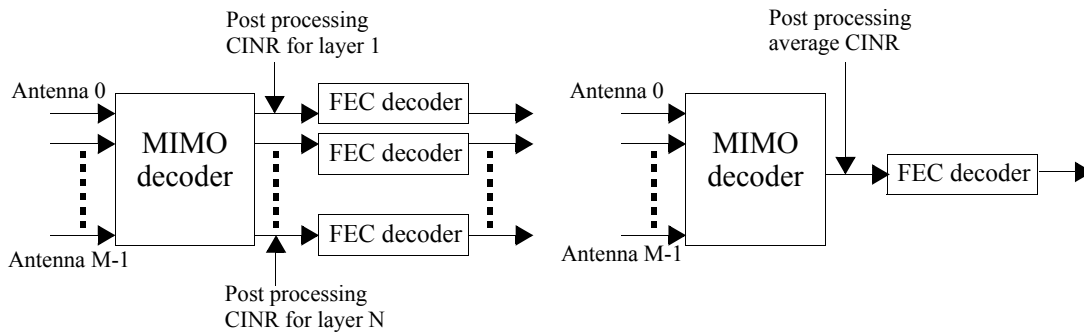 Post processing
CINR for layer 1
Antenna 0
MIMO
decoder
FEC decoder
FEC decoder
FEC decoder
Antenna M-1
Post processing
CINR for layer N
Post processing
average CINR
Antenna 0
MIMO
decoder
FEC decoder
Antenna M-1